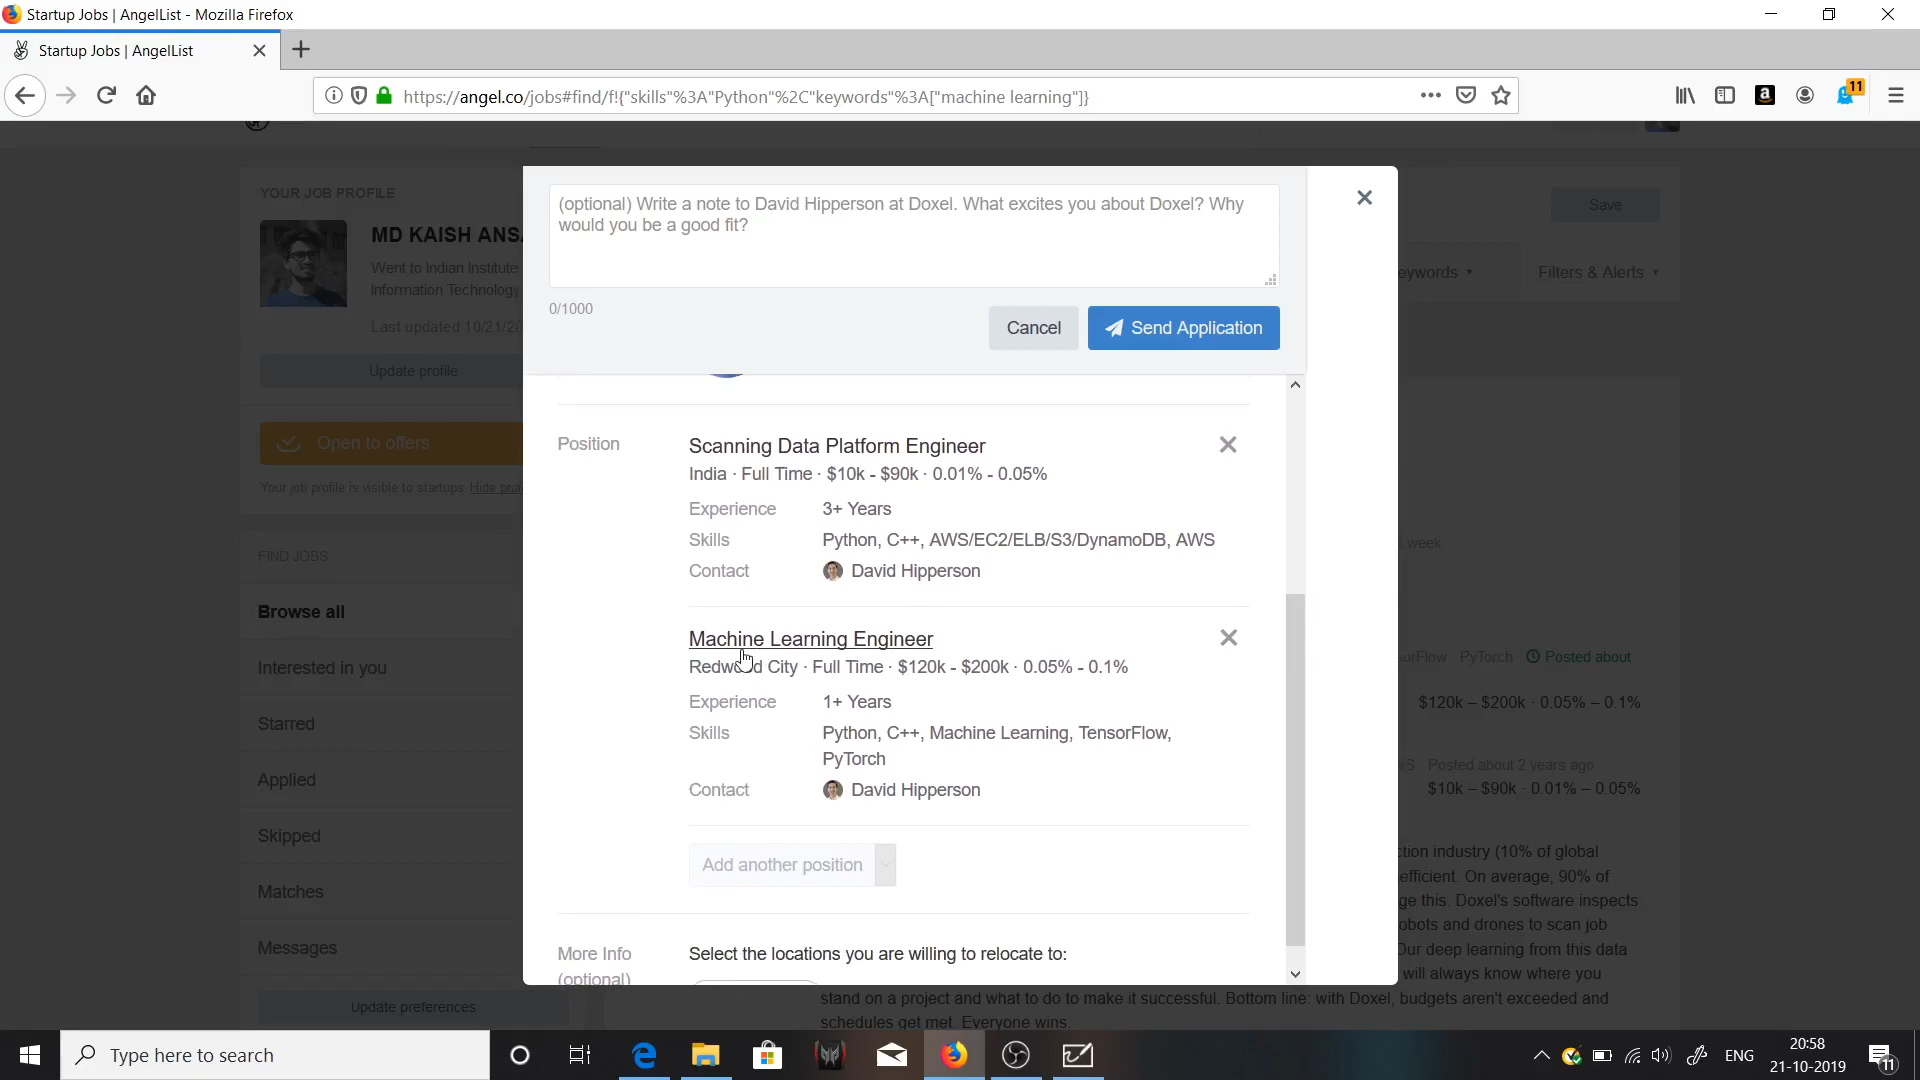 Startup Jobs | AngelList - Mozilla Firefox
Startup Jobs | AngelList
https://angel.co/jobs#find/f!{"skills"%3A"Python"%2C"keywords"%3A["machine learning"]}
11
YOUR JOB PROFILE
MD KAISH ANS
Went to Indian Institute
Information Technology
Last updated 10/21/20
Update profile
Open to offers
Your job profile is visible to startups. Hide prof
FIND JOBS
Browse all
Interested in you
Starred
Applied
Skipped
Matches
Messages
Update preferences
(optional) Write a note to David Hipperson at Doxel. What excites you about Doxel? Why
would you be a good fit?
0/1000
Cancel
Send Application
Position
Scanning Data Platform Engineer
India · Full Time · $10k - $90k · 0.01% - 0.05%
Experience 3+ Years
Skills Python, C++, AWS/EC2/ELB/S3/DynamoDB, AWS
Contact David Hipperson
Machine Learning Engineer
Redwood City · Full Time · $120k - $200k · 0.05% - 0.1%
Experience 1+ Years
Skills Python, C++, Machine Learning, TensorFlow,
PyTorch
Contact David Hipperson
Add another position
More Info
(optional)
Select the locations you are willing to relocate to:
Save
eywords
Filters & Alerts
week
sorFlow · PyTorch Posted about
$120k – $200k · 0.05% – 0.1%
WS · Posted about 2 years ago
$10k – $90k · 0.01% – 0.05%
ction industry (10% of global
efficient. On average, 90% of
ge this. Doxel's software inspects
obots and drones to scan job
Our deep learning from this data
will always know where you
stand on a project and what to do to make it successful. Bottom line: with Doxel, budgets aren't exceeded and
schedules get met. Everyone wins.
Type here to search
ENG
20:58
21-10-2019
11